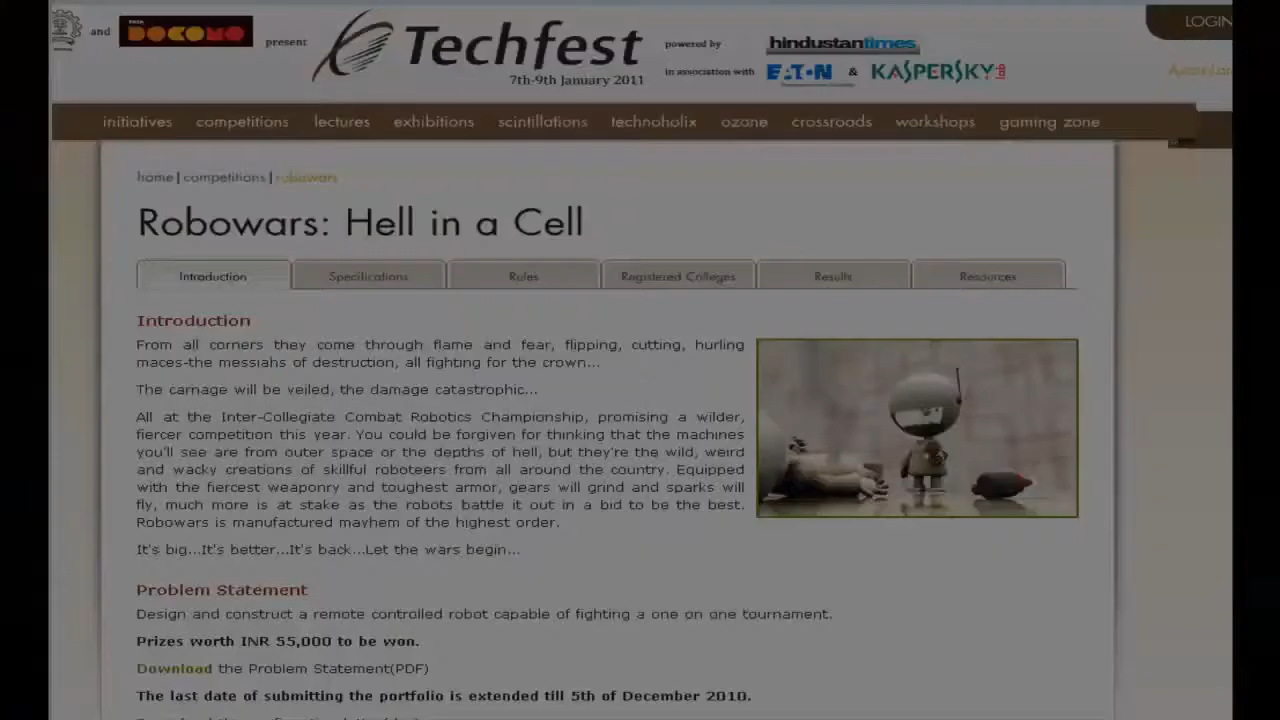 and TATA DOCOMO present Techfest powered by hindustantimes LOGIN
7th-9th January 2011 in association with EATON & KASPERSKY lab
initiatives competitions lectures exhibitions scintillations technoholix ozone crossroads workshops gaming zone
home | competitions | robowars
Robowars: Hell in a Cell
Introduction Specifications Rules Registered Colleges Results Resources
Introduction
From all corners they come through flame and fear, flipping, cutting, hurling
maces-the messiahs of destruction, all fighting for the crown...
The carnage will be veiled, the damage catastrophic...
All at the Inter-Collegiate Combat Robotics Championship, promising a wilder,
fiercer competition this year. You could be forgiven for thinking that the machines
you'll see are from outer space or the depths of hell, but they're the wild, weird
and wacky creations of skillful roboteers from all around the country. Equipped
with the fiercest weaponry and toughest armor, gears will grind and sparks will
fly, much more is at stake as the robots battle it out in a bid to be the best.
Robowars is manufactured mayhem of the highest order.
It's big...It's better...It's back...Let the wars begin...
Problem Statement
Design and construct a remote controlled robot capable of fighting a one on one tournament.
Prizes worth INR 55,000 to be won.
Download the Problem Statement(PDF)
The last date of submitting the portfolio is extended till 5th of December 2010.